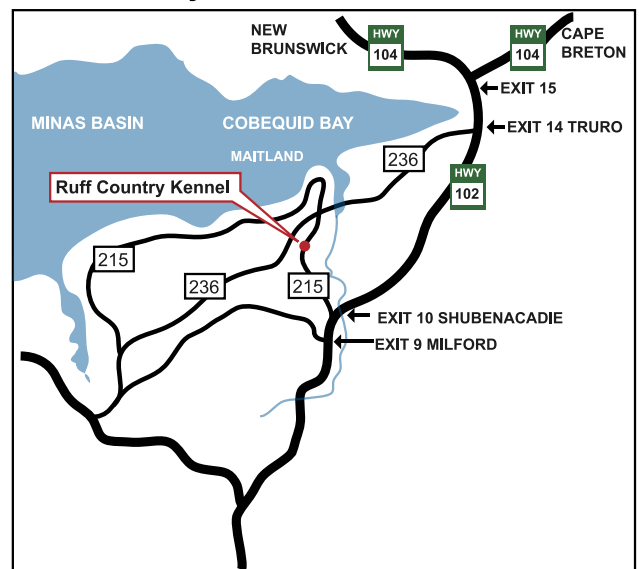 NEW
BRUNSWICK
HWY
104
HWY
104
CAPE
BRETON
EXIT 15
MINAS BASIN
COBEQUID BAY
EXIT 14 TRURO
MAITLAND
236
HWY
102
Ruff Country Kennel
215
236
215
EXIT 10 SHUBENACADIE
EXIT 9 MILFORD